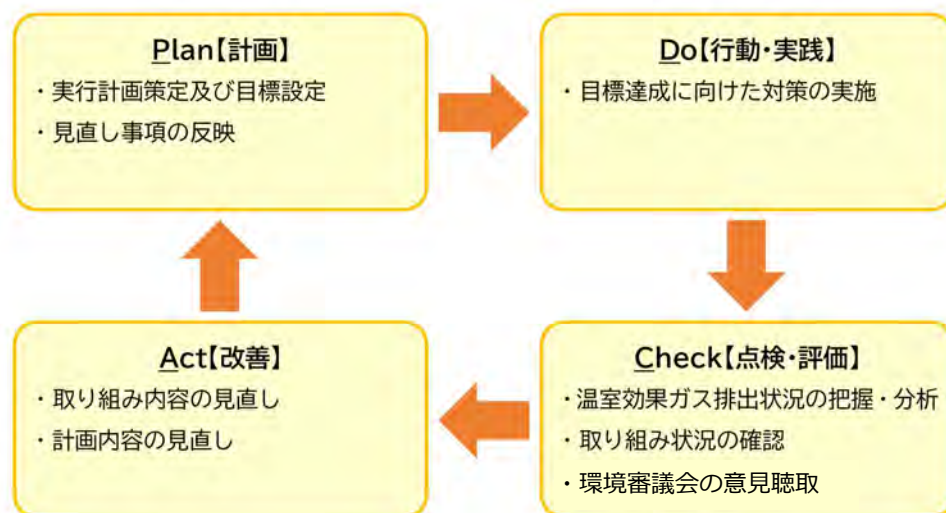 Plan【計画】
・実行計画策定及び目標設定
・見直し事項の反映
Do【行動・実践】
・目標達成に向けた対策の実施
Check【点検・評価】
・温室効果ガス排出状況の把握・分析
・取り組み状況の確認
・環境審議会の意見聴取
Act【改善】
・取り組み内容の見直し
・計画内容の見直し